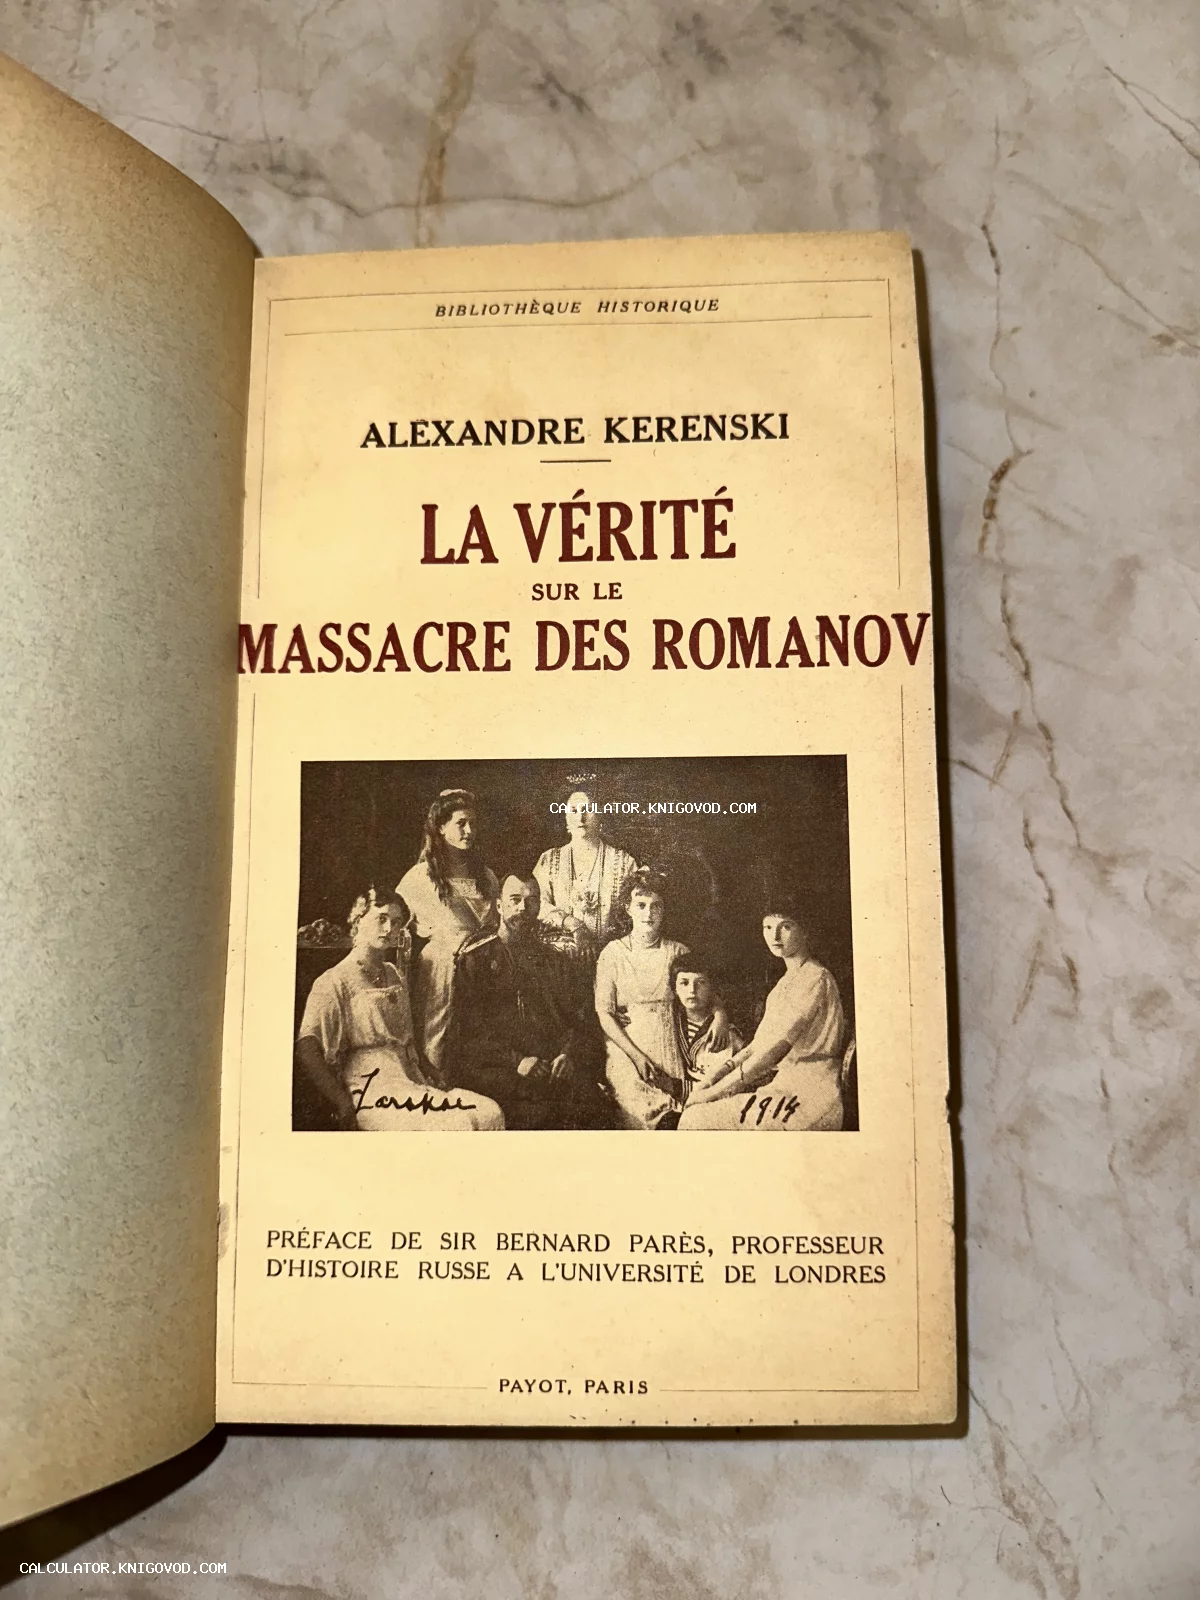 BIBLIOTHÈQUE HISTORIQUE
ALEXANDRE KERENSKI
LA VÉRITÉ
SUR LE
MASSACRE DES ROMANOV
CALCULATOR.KNIGOVOD.COM
1914
PRÉFACE DE SIR BERNARD PARÈS, PROFESSEUR
D'HISTOIRE RUSSE A L'UNIVERSITÉ DE LONDRES
PAYOT, PARIS
CALCULATOR.KNIGOVOD.COM